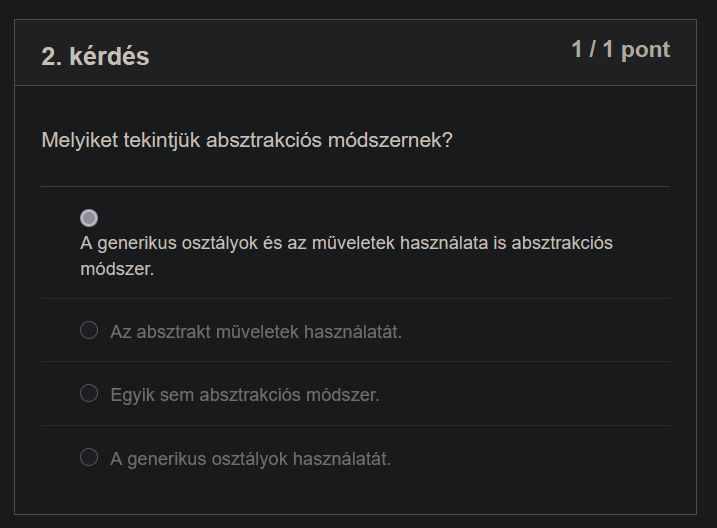 2. kérdés
1 / 1 pont
Melyiket tekintjük absztrakciós módszernek?
A generikus osztályok és az műveletek használata is absztrakciós
módszer.
Az absztrakt műveletek használatát.
Egyik sem absztrakciós módszer.
A generikus osztályok használatát.